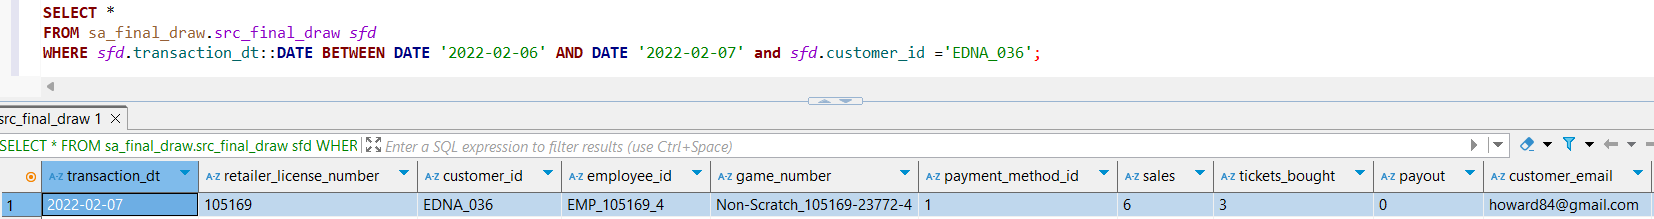 SELECT *
FROM sa_final_draw.src_final_draw sfd
WHERE sfd.transaction_dt::DATE BETWEEN DATE '2022-02-06' AND DATE '2022-02-07' and sfd.customer_id ='EDNA_036';
src_final_draw 1
SELECT * FROM sa_final_draw.src_final_draw sfd WHER Enter a SQL expression to filter results (use Ctrl+Space)
A-Z transaction_dt A-Z retailer_license_number A-Z customer_id A-Z employee_id A-Z game_number A-Z payment_method_id A-Z sales A-Z tickets_bought A-Z payout A-Z customer_email
1 2022-02-07 105169 EDNA_036 EMP_105169_4 Non-Scratch_105169-23772-4 1 6 3 0 howard84@gmail.com